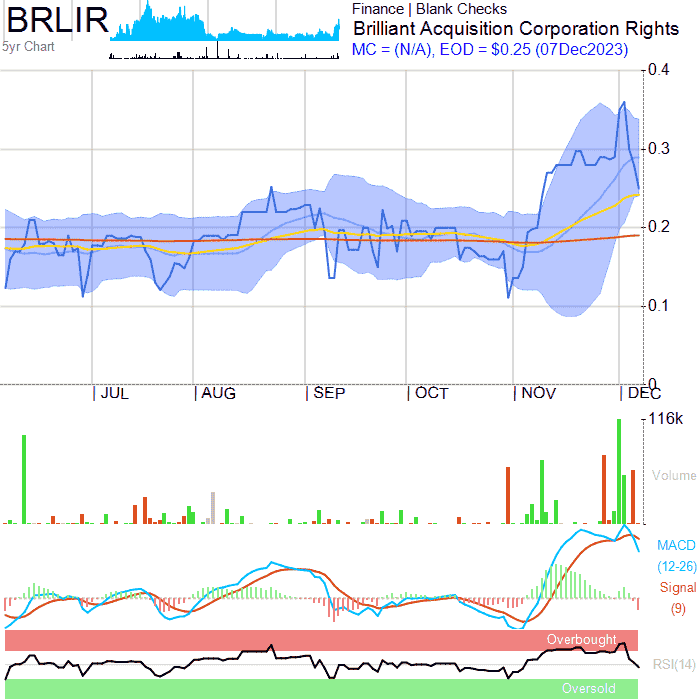 BRLIR
Finance | Blank Checks
Brilliant Acquisition Corporation Rights
5yr Chart
MC = (N/A), EOD = $0.25 (07Dec2023)
0.4
0.3
0.2
0.1
0
JUL AUG SEP OCT NOV DEC
116k
Volume
MACD
(12-26)
Signal
(9)
Overbought
RSI(14)
Oversold